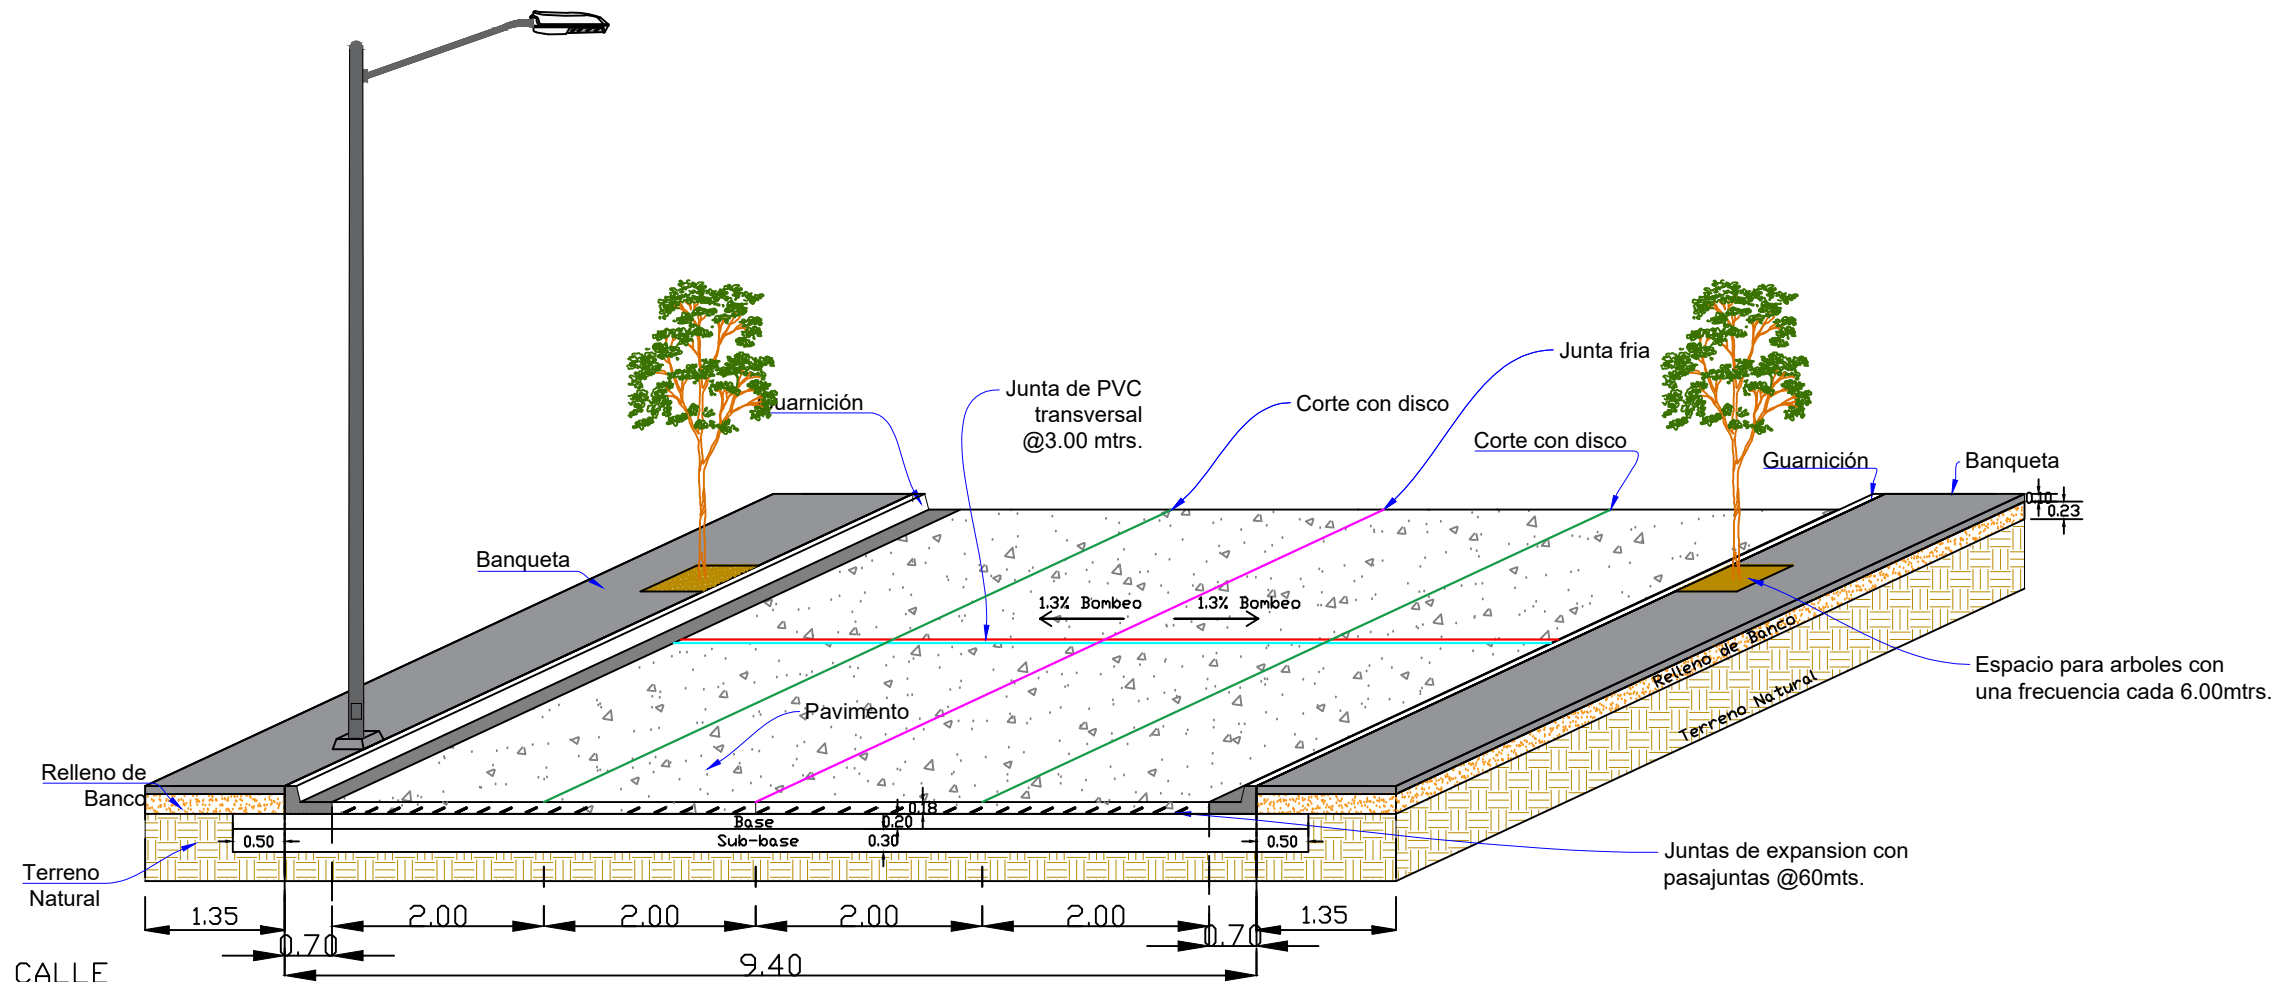 Junta fria
Junta de PVC
transversal
@3.00 mtrs.
Corte con disco
uarnición
Corte con disco
Guarnición
Banqueta
0.10
0.23
Banqueta
1.3% Bombeo
1.3% Bombeo
Relleno de Banco
Terreno Natural
Espacio para arboles con
una frecuencia cada 6.00mtrs.
Pavimento
Relleno de
Banco
0.18
Base
0.20
Sub-base
0.30
0.50
0.50
Juntas de expansion con
pasajuntas @60mts.
Terreno
Natural
1.35
2.00
2.00
2.00
2.00
1.35
0.70
0.70
9.40
CALLE